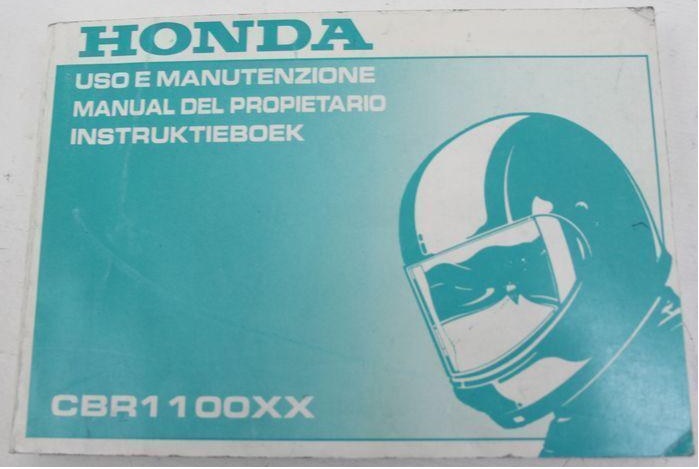 HONDA
USO E MANUTENZIONE
MANUAL DEL PROPIETARIO
INSTRUKTIEBOEK
CBR1100XX